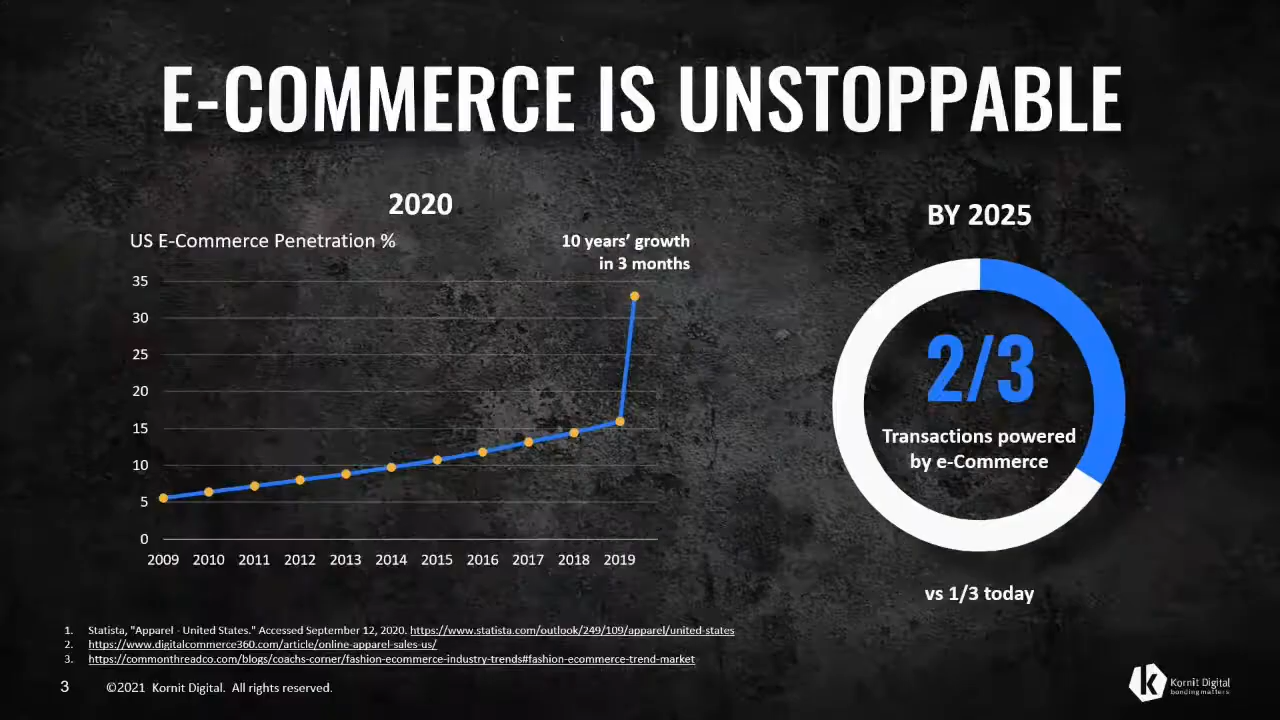 E-COMMERCE IS UNSTOPPABLE
2020
US E-Commerce Penetration %
10 years’ growth
in 3 months
35
30
25
20
15
10
5
0
2009 2010 2011 2012 2013 2014 2015 2016 2017 2018 2019
BY 2025
2/3
Transactions powered
by e-Commerce
vs 1/3 today
1. Statista, "Apparel - United States." Accessed September 12, 2020. https://www.statista.com/outlook/249/109/apparel/united-states
2. https://www.digitalcommerce360.com/article/online-apparel-sales-us/
3. https://commonthreadco.com/blogs/coachs-corner/fashion-ecommerce-industry-trends#fashion-ecommerce-trend-market
3 ©2021 Kornit Digital. All rights reserved.
K Kornit Digital
bondingmatters